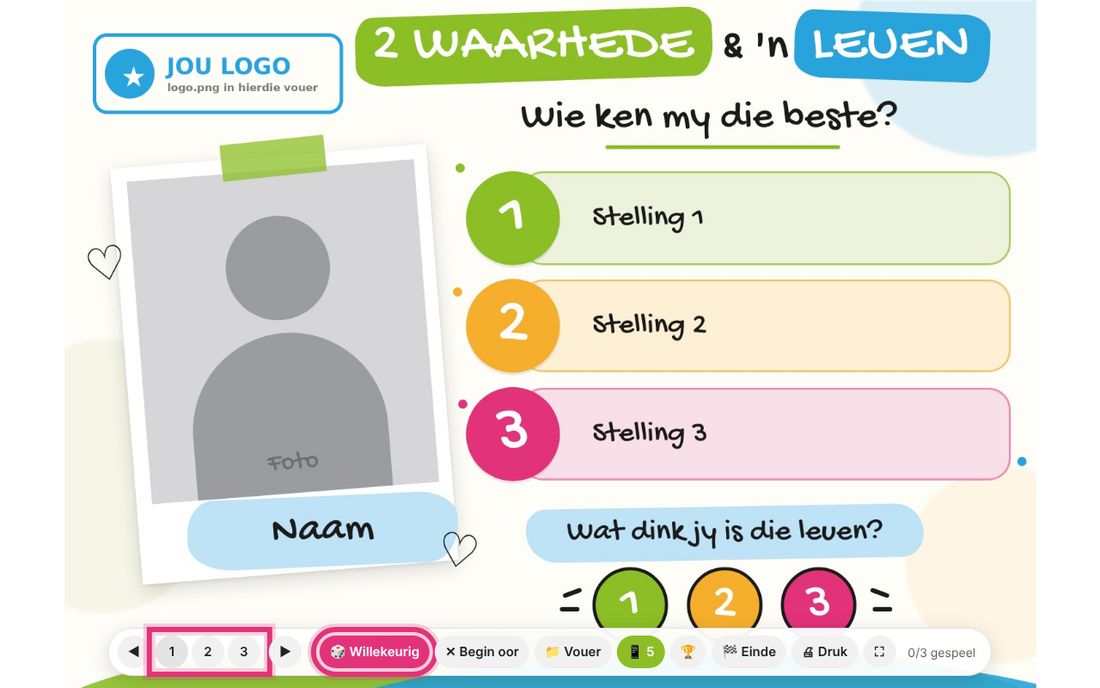 JOU LOGO
logo.png in hierdie vouer
2 WAARHEDE & 'n LEUEN
Wie ken my die beste?
1 Stelling 1
2 Stelling 2
3 Stelling 3
Foto
Naam
Wat dink jy is die leuen?
1 2 3
◀ 1 2 3 ▶ 🎲 Willekeurig ✕ Begin oor 📁 Vouer 📱 5 🏆 🏁 Einde 🖨 Druk ⛶ 0/3 gespeel